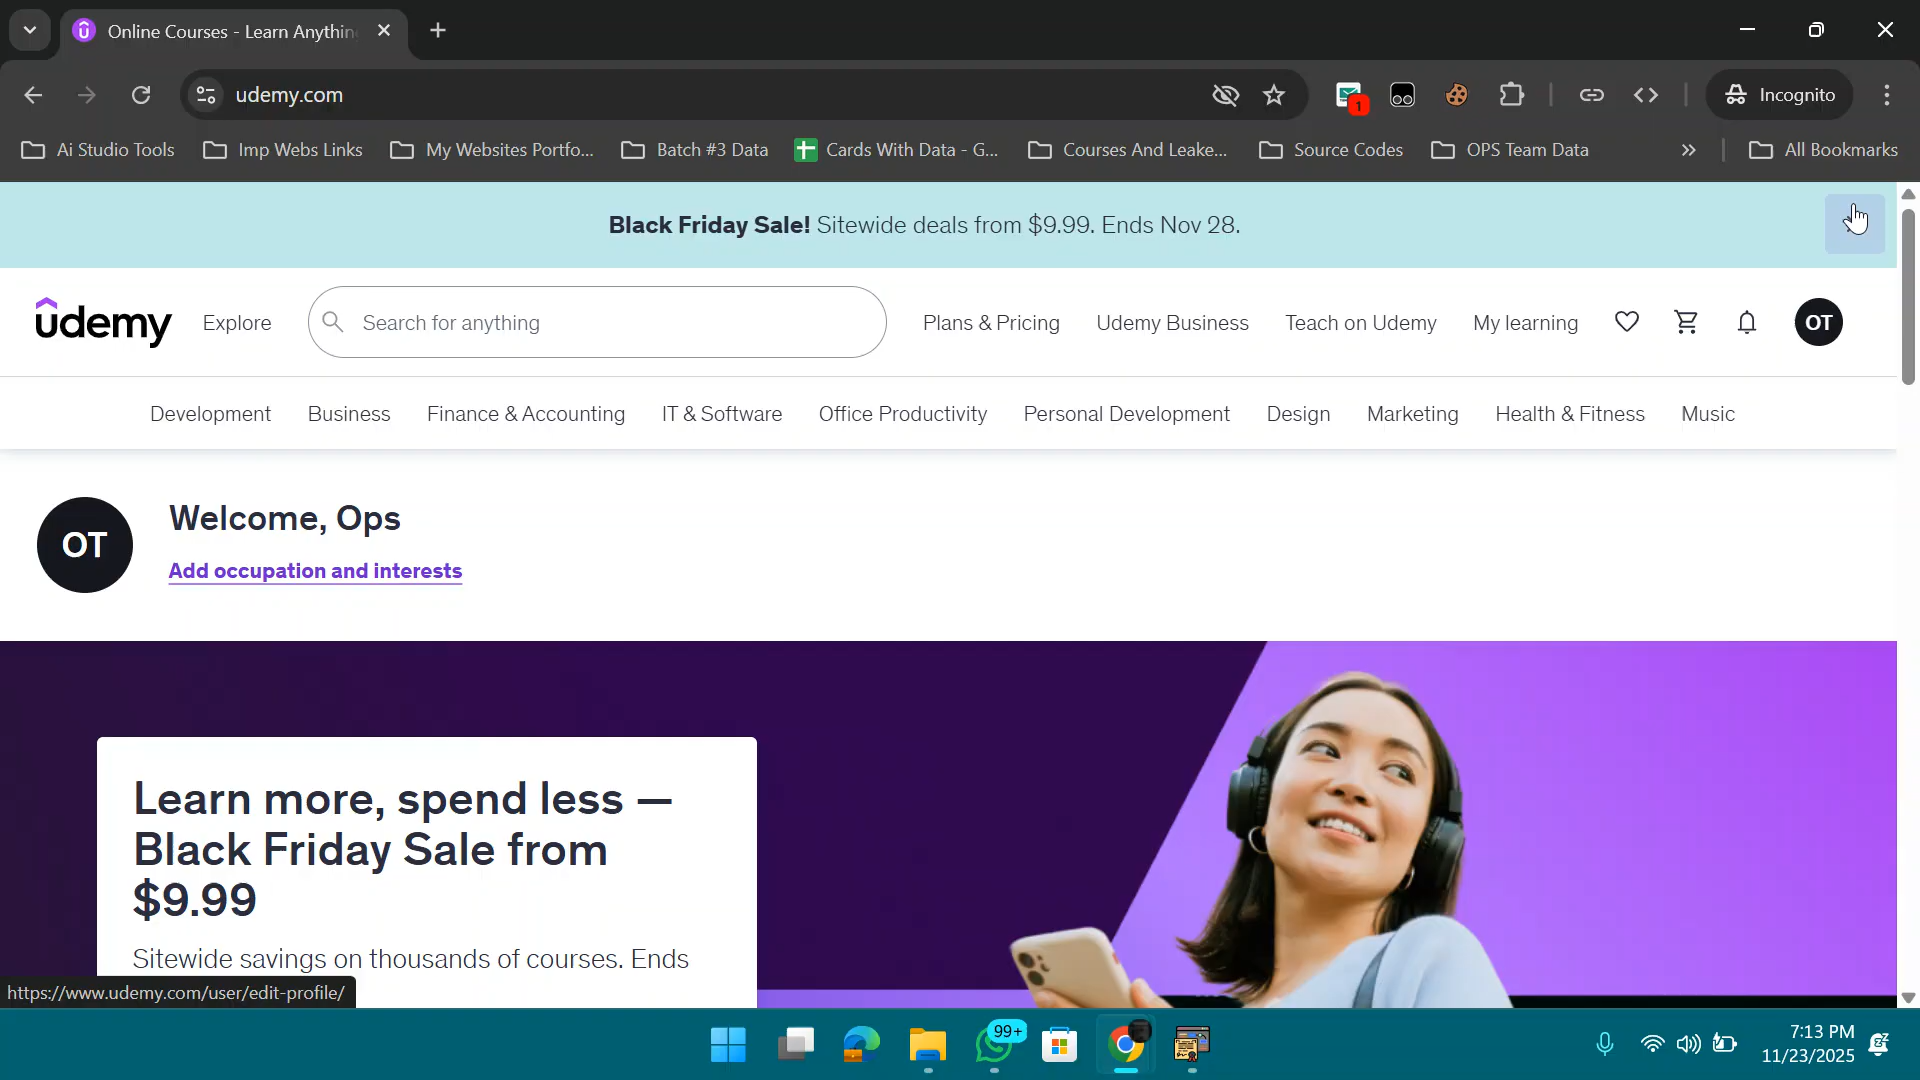 Online Courses - Learn Anythin
udemy.com
1
Incognito
Ai Studio Tools
Imp Webs Links
My Websites Portfo...
Batch #3 Data
Cards With Data - G...
Courses And Leake...
Source Codes
OPS Team Data
All Bookmarks
Black Friday Sale! Sitewide deals from $9.99. Ends Nov 28.
udemy
Explore
Search for anything
Plans & Pricing
Udemy Business
Teach on Udemy
My learning
OT
Development
Business
Finance & Accounting
IT & Software
Office Productivity
Personal Development
Design
Marketing
Health & Fitness
Music
OT
Welcome, Ops
Add occupation and interests
Learn more, spend less —
Black Friday Sale from
$9.99
Sitewide savings on thousands of courses. Ends
https://www.udemy.com/user/edit-profile/
99+
7:13 PM
11/23/2025